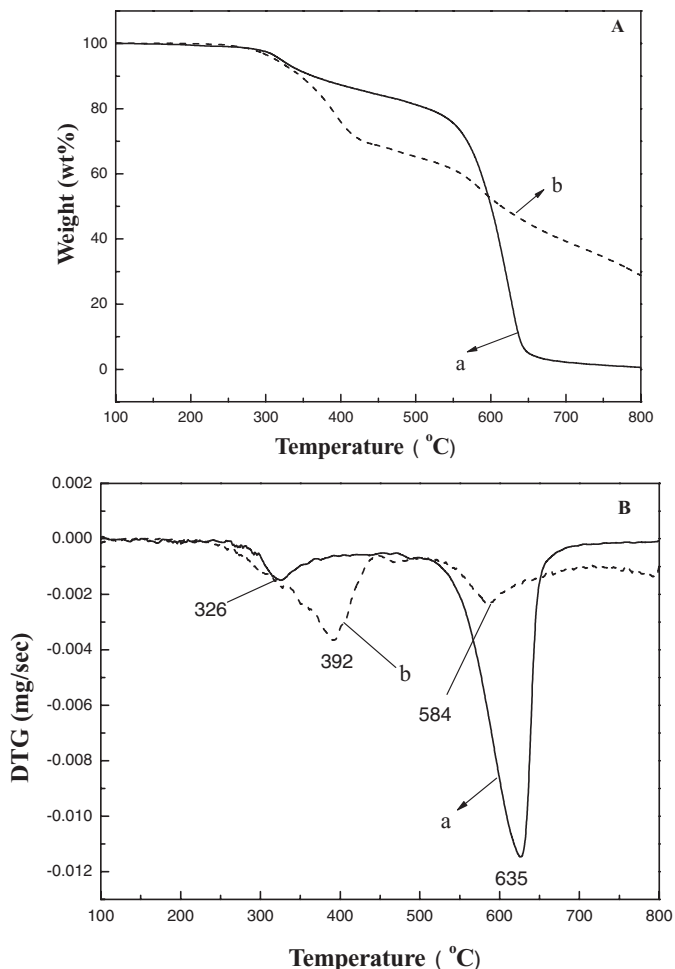 A
100
80
60
40
20
0
Weight (wt%)
b
a
100 200 300 400 500 600 700 800
Temperature ( °C)
B
0.002
0.000
-0.002
-0.004
-0.006
-0.008
-0.010
-0.012
DTG (mg/sec)
326
392
b
584
a
635
100 200 300 400 500 600 700 800
Temperature ( °C)